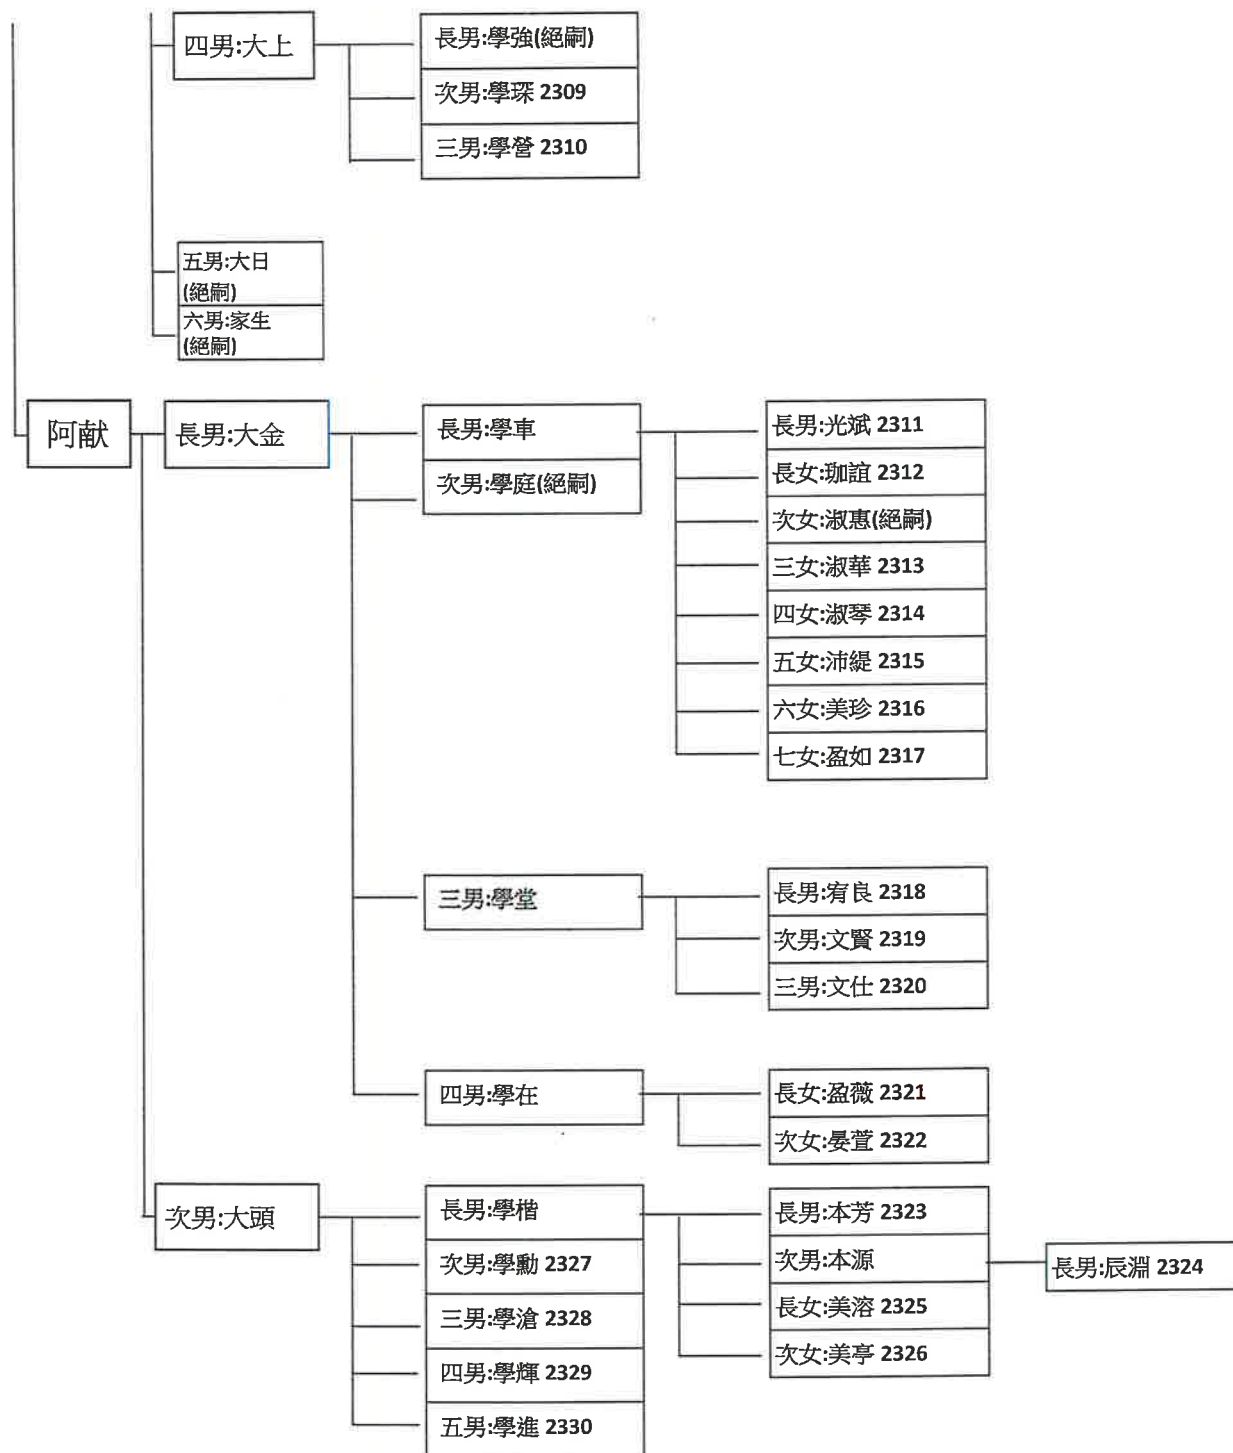 四男:大上
長男:學強(絕嗣)
次男:學琛 2309
三男:學營 2310
五男:大日
(絕嗣)
六男:家生
(絕嗣)
阿献
長男:大金
長男:學車
次男:學庭(絕嗣)
長男:光斌 2311
長女:珈誼 2312
次女:淑惠(絕嗣)
三女:淑華 2313
四女:淑琴 2314
五女:沛緹 2315
六女:美珍 2316
七女:盈如 2317
三男:學堂
長男:宥良 2318
次男:文賢 2319
三男:文仕 2320
四男:學在
長女:盈薇 2321
次女:晏萱 2322
次男:大頭
長男:學楷
次男:學勳 2327
三男:學滄 2328
四男:學輝 2329
五男:學進 2330
長男:本芳 2323
次男:本源
長女:美溶 2325
次女:美亭 2326
長男:辰淵 2324